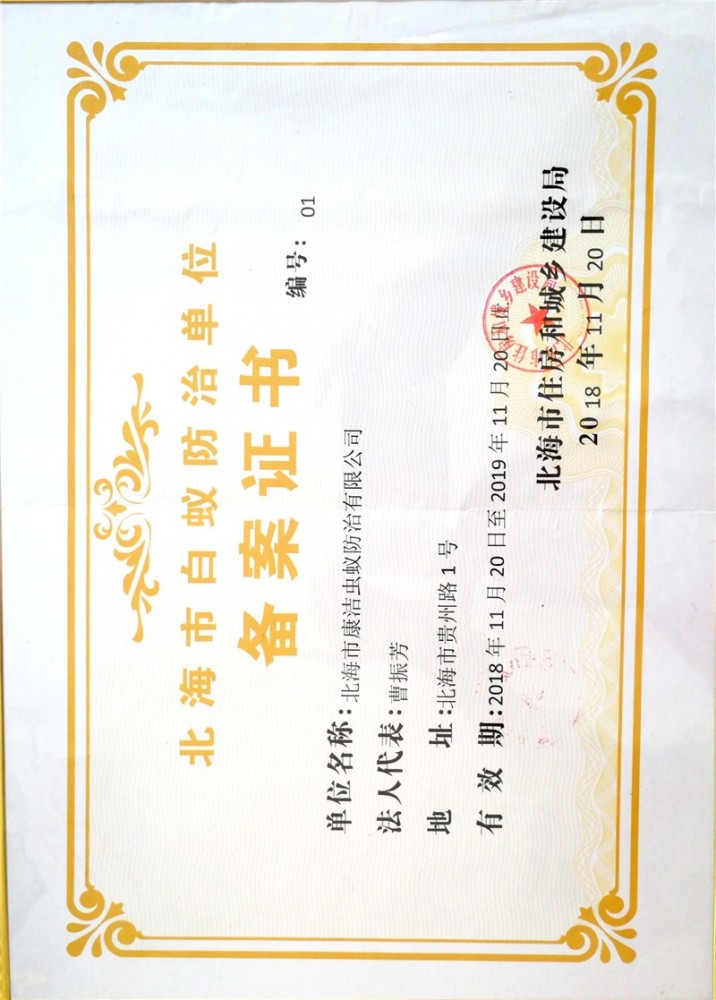 北海市白蚁防治单位
备案证书
编号： 01
单位名称：北海市康洁虫蚁防治有限公司
法人代表：曹振芳
地 址：北海市贵州路1号
有 效 期：2018年11月20日至2019年11月20日止
北海市住房和城乡建设局
2018年11月20日